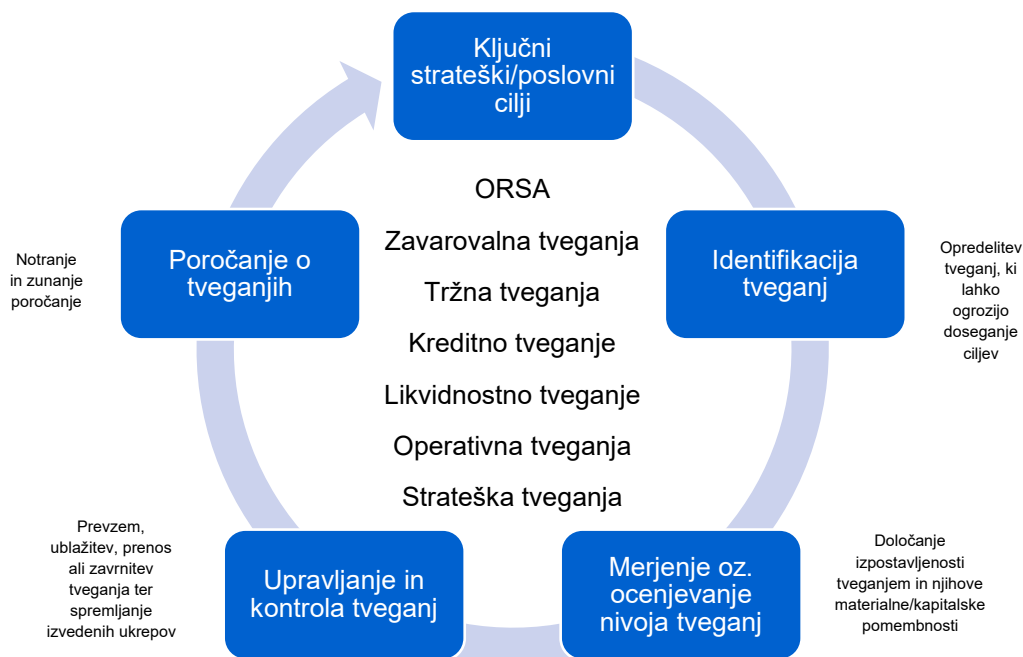 Ključni
strateški/poslovni
cilji
ORSA
Zavarovalna tveganja
Tržna tveganja
Kreditno tveganje
Likvidnostno tveganje
Operativna tveganja
Strateška tveganja
Identifikacija
tveganj
Opredelitev
tveganj, ki
lahko
ogrozijo
doseganje
ciljev
Merjenje oz.
ocenjevanje
nivoja tveganj
Določanje
izpostavljenosti
tveganjem in njihove
materialne/kapitalske
pomembnosti
Upravljanje in
kontrola tveganj
Prevzem,
ublažitev, prenos
ali zavrnitev
tveganja ter
spremljanje
izvedenih ukrepov
Poročanje o
tveganjih
Notranje
in zunanje
poročanje